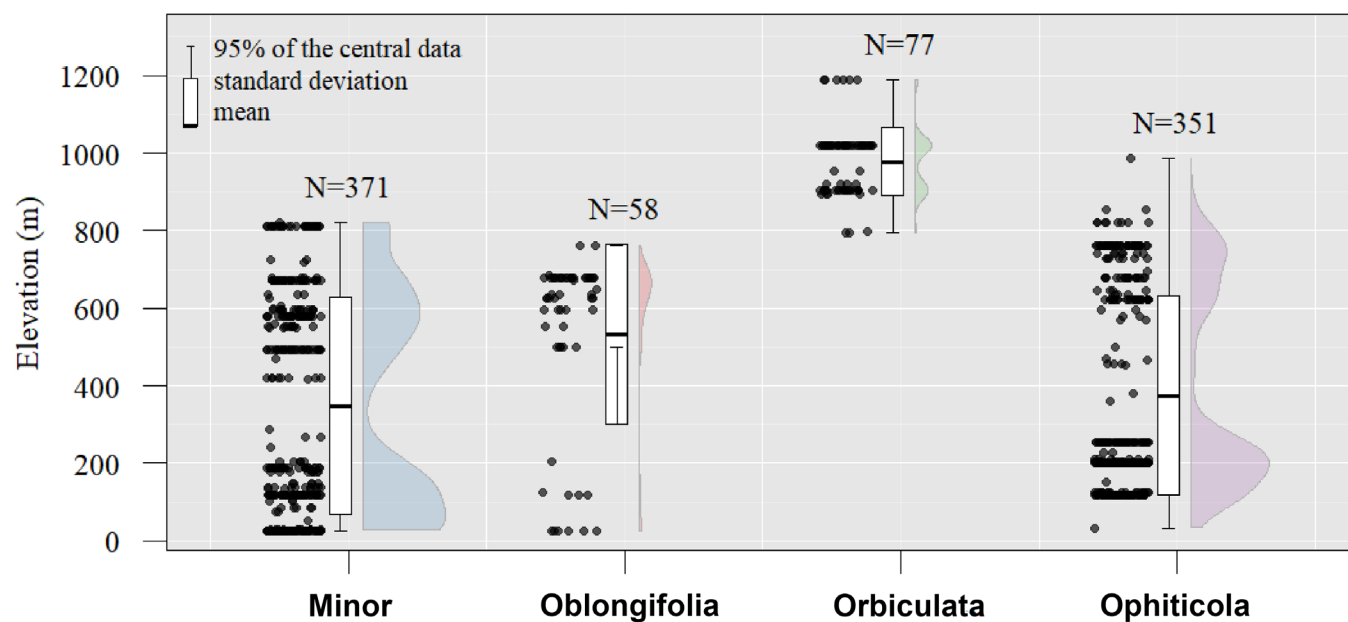 95% of the central data
standard deviation
mean
N=371
N=58
N=77
N=351
Elevation (m)
1200
1000
800
600
400
200
0
Minor
Oblongifolia
Orbiculata
Ophiticola